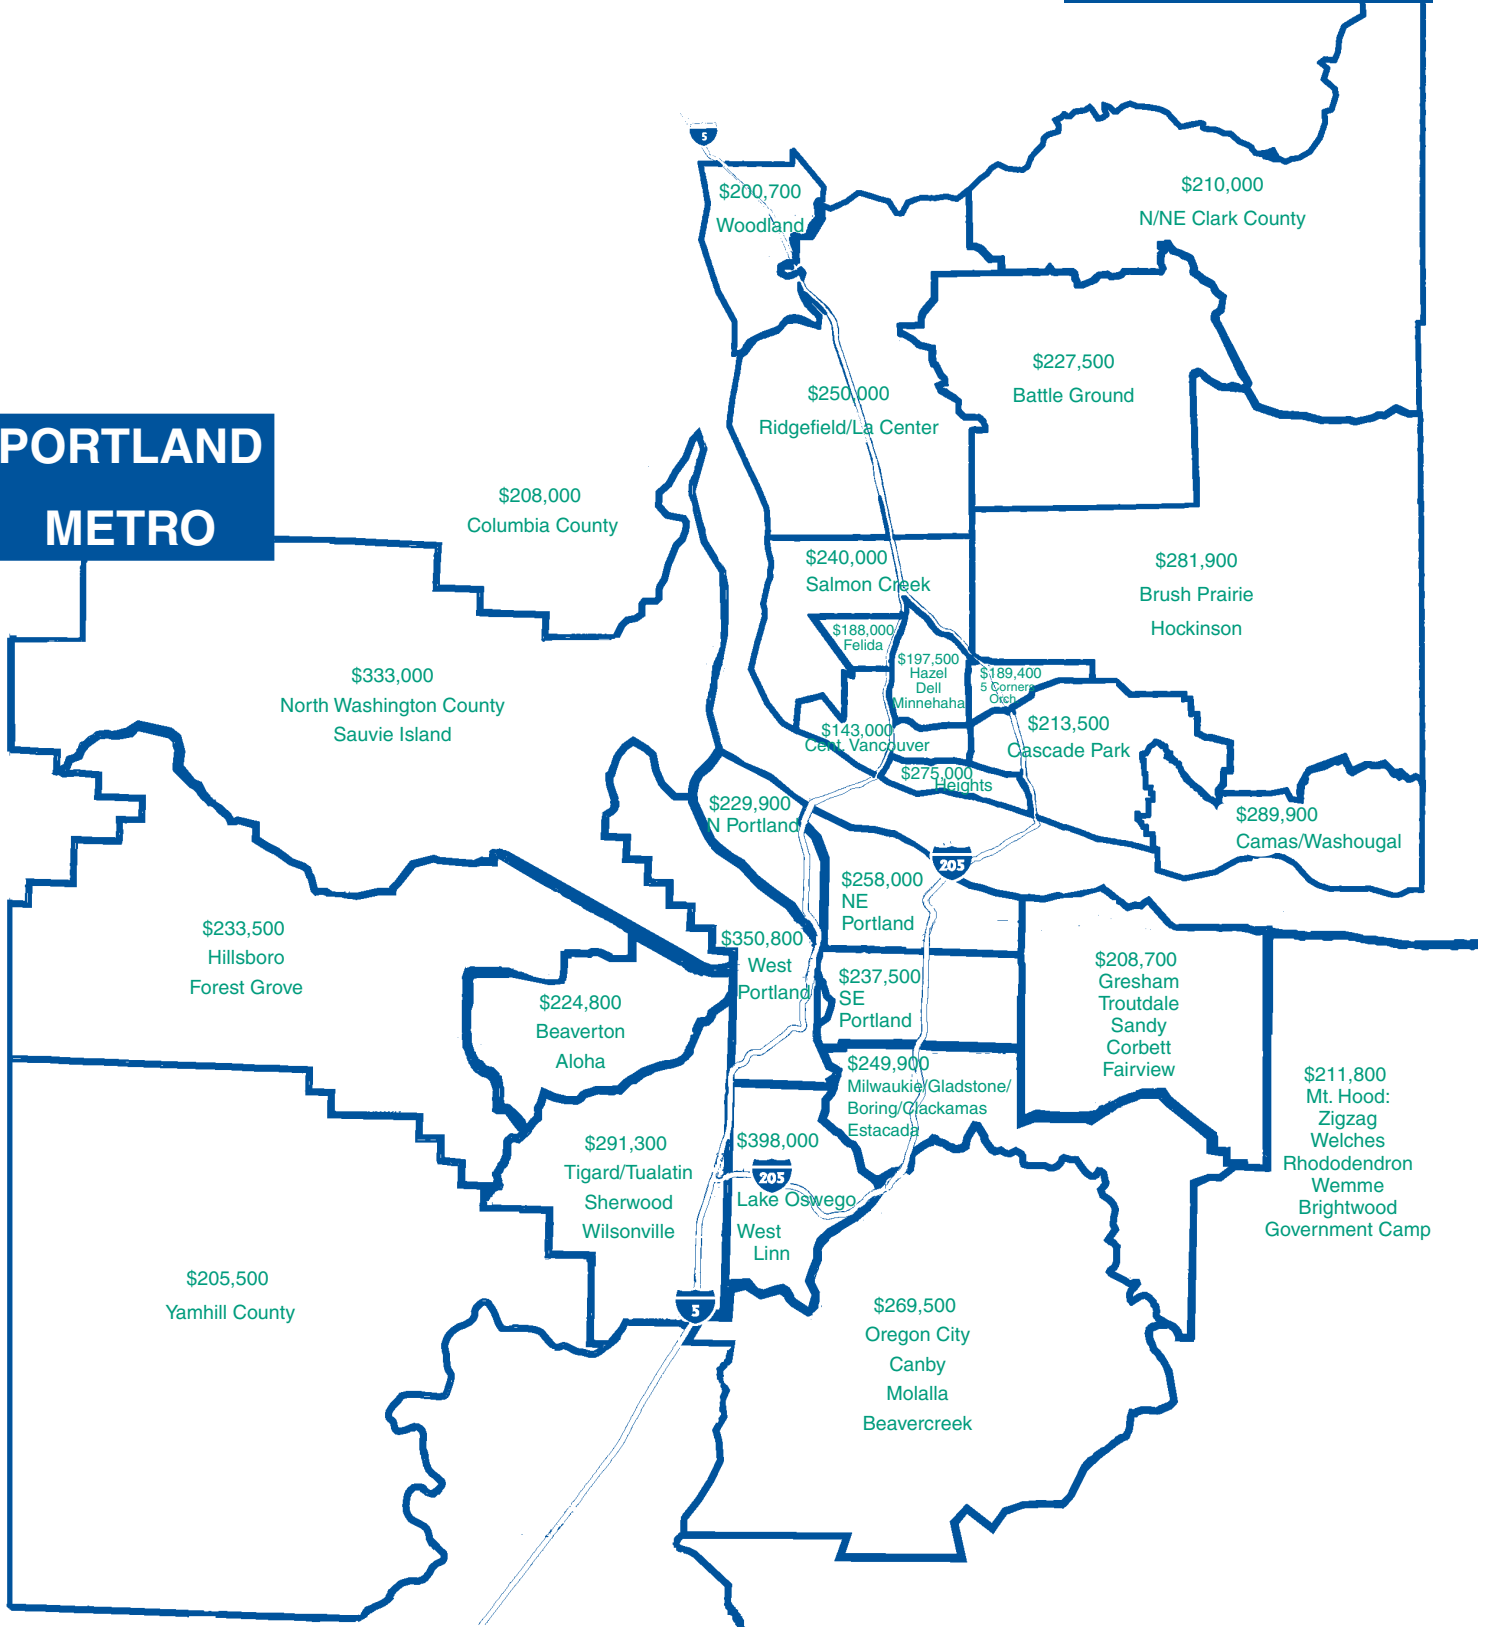 5
$200,700
Woodland
$210,000
N/NE Clark County
$227,500
Battle Ground
$250,000
Ridgefield/La Center
PORTLAND
METRO
$208,000
Columbia County
$240,000
Salmon Creek
$281,900
Brush Prairie
Hockinson
$188,000
Felida
$197,500
Hazel
Dell
Minnehaha
$189,400
5 Corners
Orch.
$333,000
North Washington County
Sauvie Island
$143,000
Cent. Vancouver
$213,500
Cascade Park
$275,000
Heights
$229,900
N Portland
$289,900
Camas/Washougal
205
$258,000
NE
Portland
$233,500
Hillsboro
Forest Grove
$350,800
West
Portland
$237,500
SE
Portland
$208,700
Gresham
Troutdale
Sandy
Corbett
Fairview
$224,800
Beaverton
Aloha
$249,900
Milwaukie/Gladstone/
Boring/Clackamas
Estacada
$211,800
Mt. Hood:
Zigzag
Welches
Rhododendron
Wemme
Brightwood
Government Camp
$291,300
Tigard/Tualatin
Sherwood
Wilsonville
$398,000
205
Lake Oswego
West
Linn
$205,500
Yamhill County
5
$269,500
Oregon City
Canby
Molalla
Beavercreek